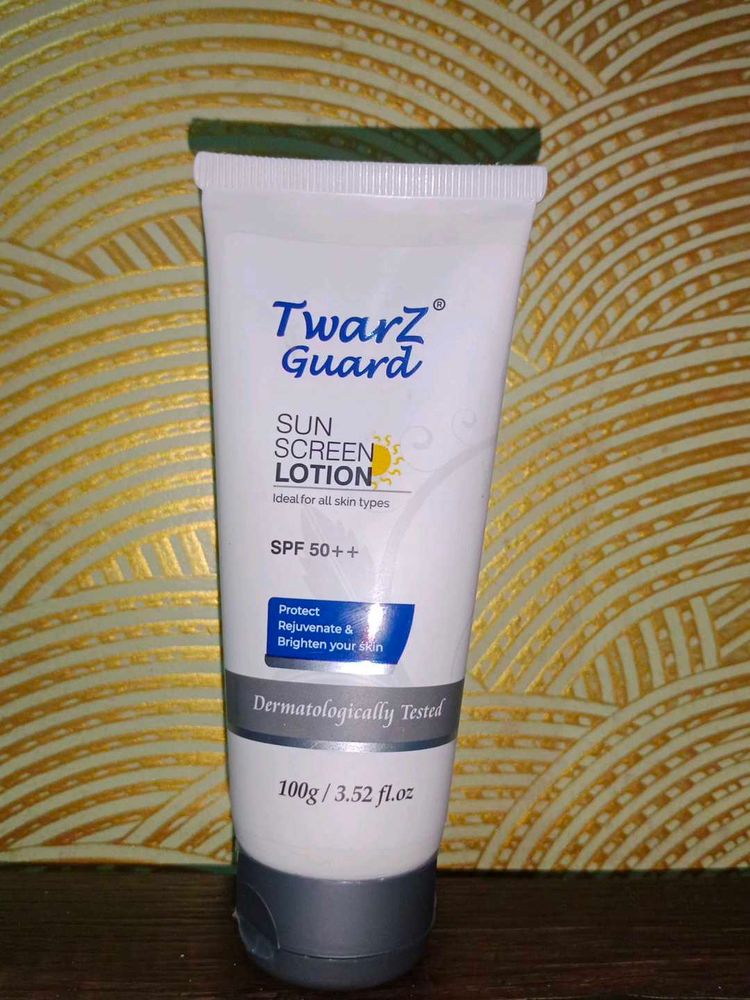 TwarZ®
Guard
SUN
SCREEN
LOTION
Ideal for all skin types
SPF 50++
Protect
Rejuvenate &
Brighten your skin
Dermatologically Tested
100g / 3.52 fl.oz